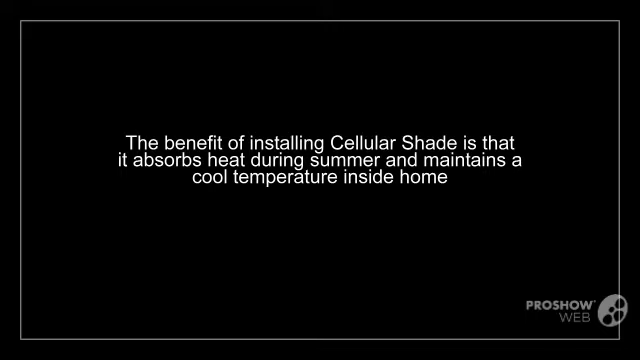 The benefit of installing Cellular Shade is that
it absorbs heat during summer and maintains a
cool temperature inside home
PROSHOW™
WEB